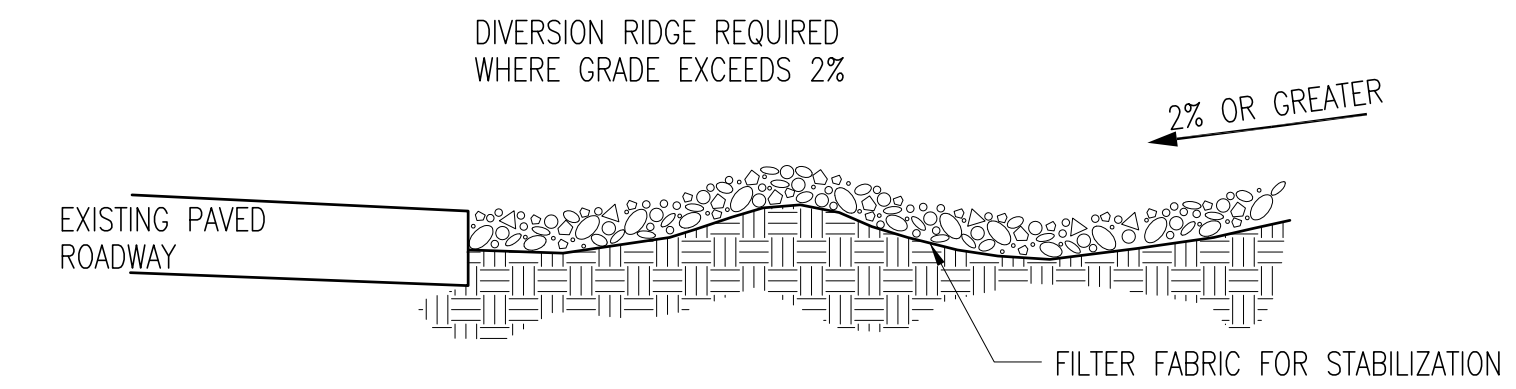 DIVERSION RIDGE REQUIRED
WHERE GRADE EXCEEDS 2%
2% OR GREATER
EXISTING PAVED
ROADWAY
FILTER FABRIC FOR STABILIZATION